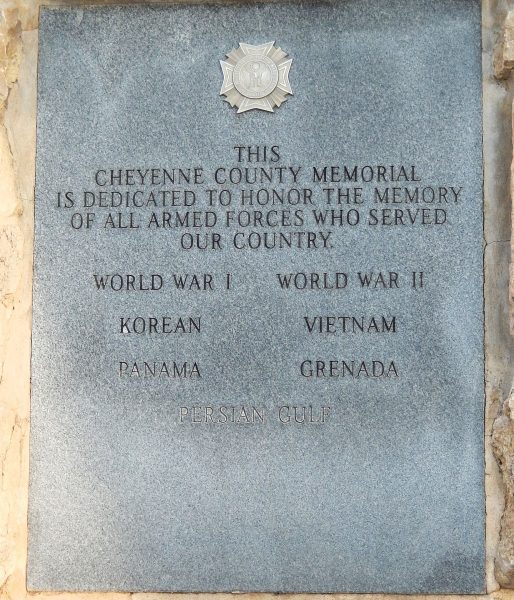 THIS
CHEYENNE COUNTY MEMORIAL
IS DEDICATED TO HONOR THE MEMORY
OF ALL ARMED FORCES WHO SERVED
OUR COUNTRY.
WORLD WAR I WORLD WAR II
KOREAN VIETNAM
PANAMA GRENADA
PERSIAN GULF